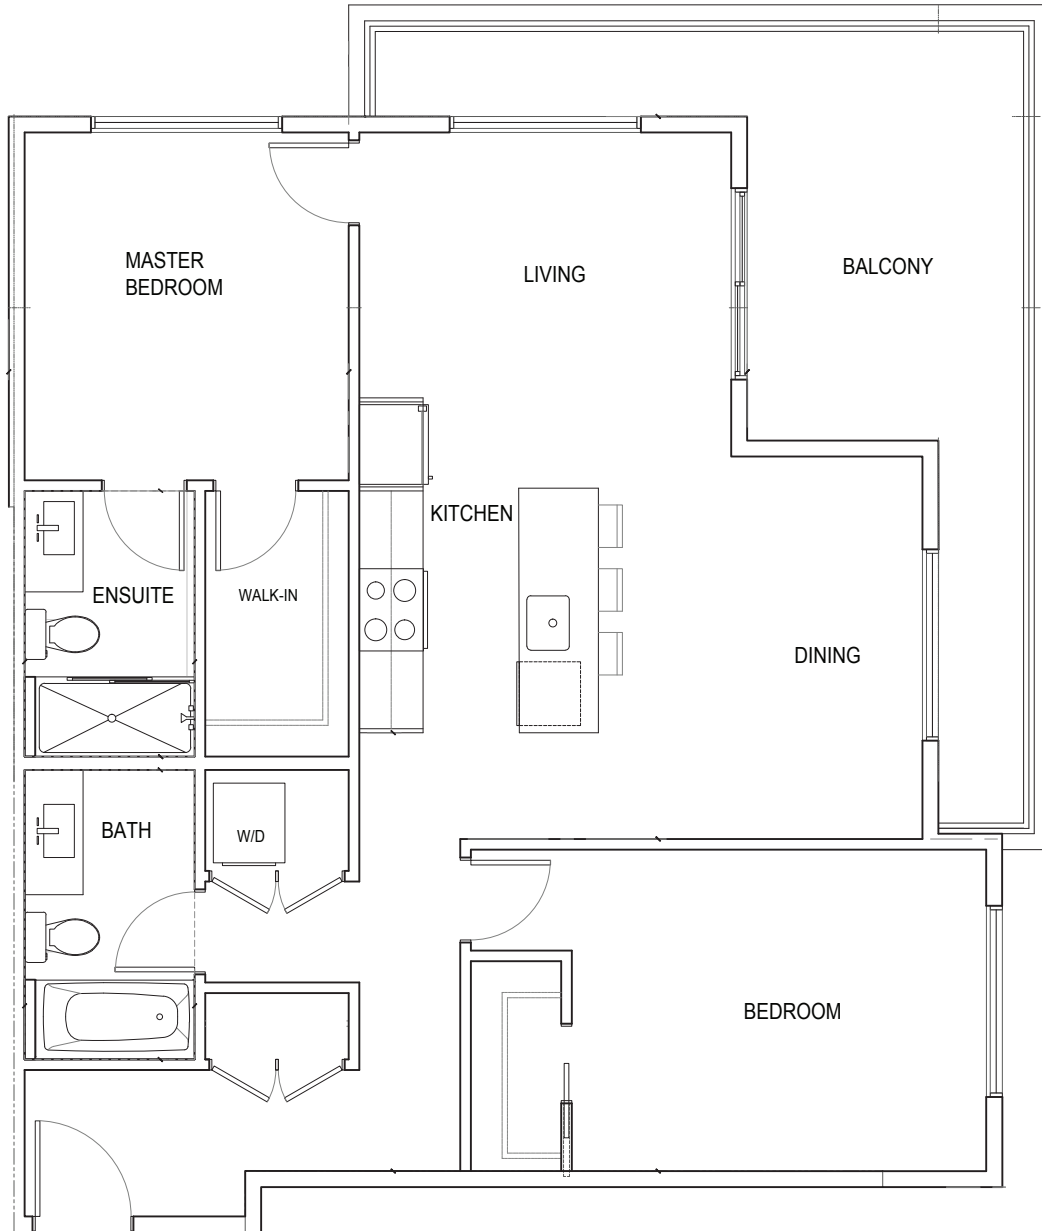 MASTER
BEDROOM
LIVING
BALCONY
KITCHEN
ENSUITE
WALK-IN
DINING
BATH
W/D
BEDROOM